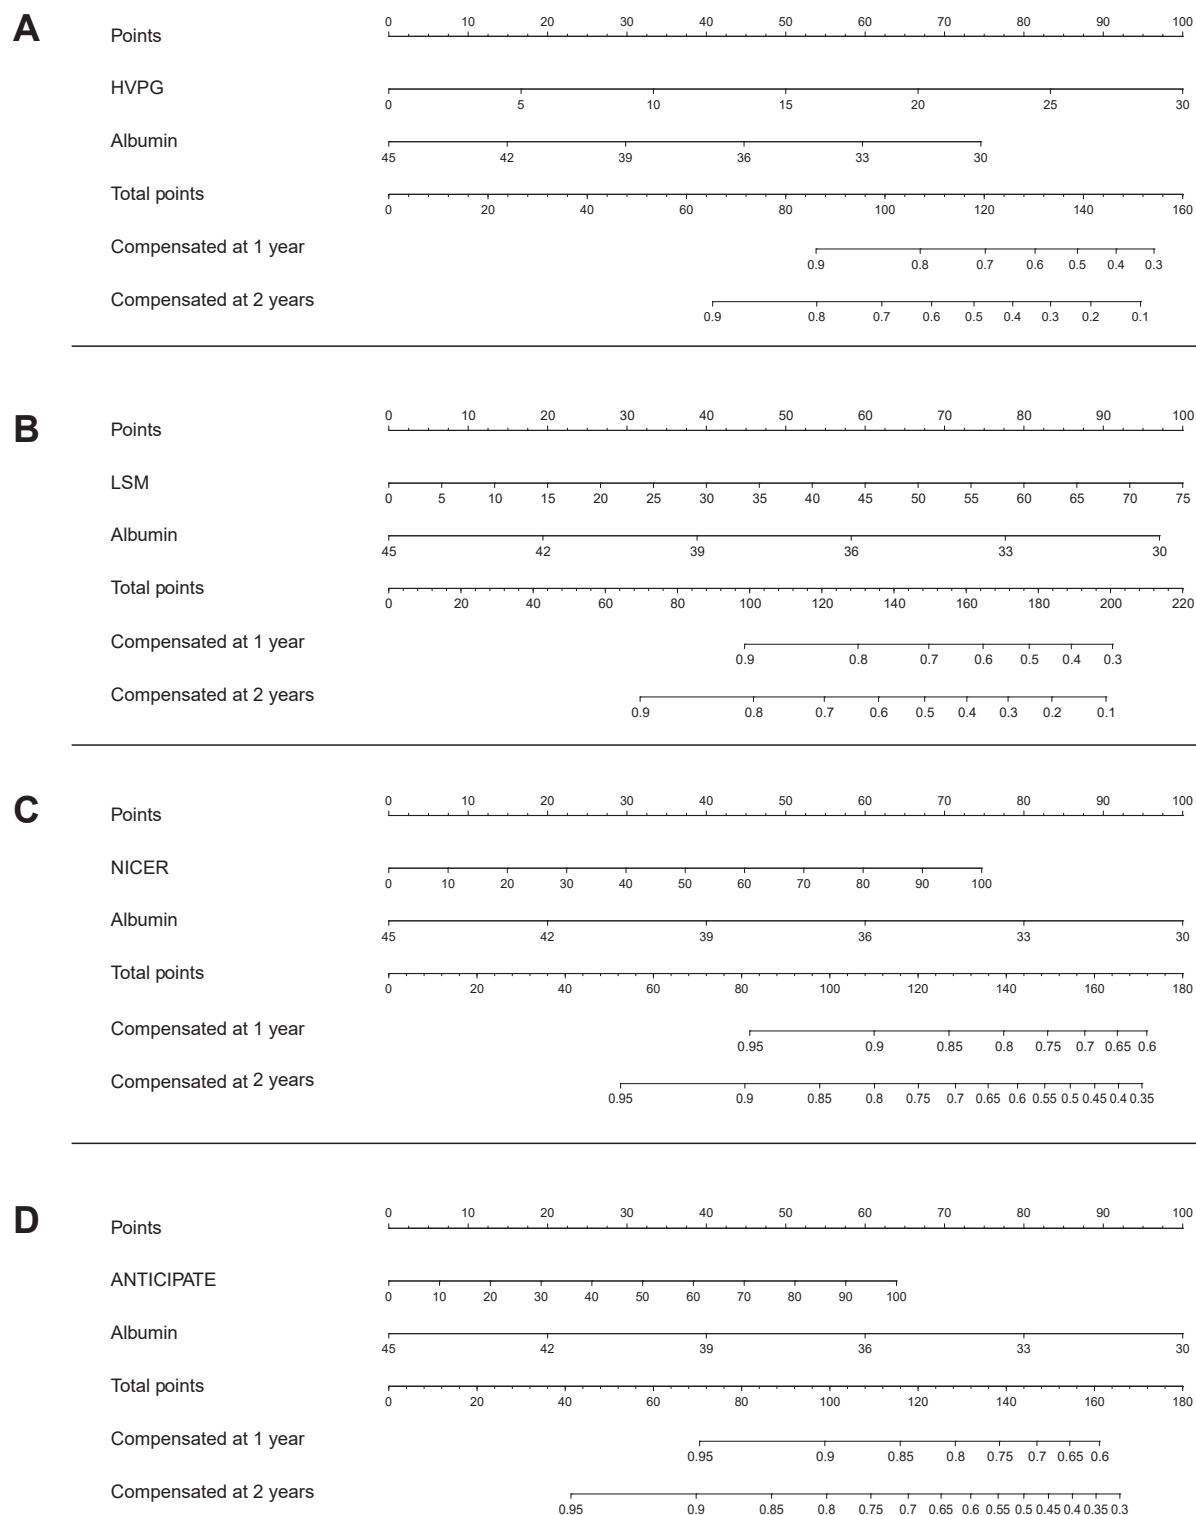 A
Points
0 10 20 30 40 50 60 70 80 90 100
HVPG
0 5 10 15 20 25 30
Albumin
45 42 39 36 33 30
Total points
0 20 40 60 80 100 120 140 160
Compensated at 1 year
0.9 0.8 0.7 0.6 0.5 0.4 0.3
Compensated at 2 years
0.9 0.8 0.7 0.6 0.5 0.4 0.3 0.2 0.1
B
Points
0 10 20 30 40 50 60 70 80 90 100
LSM
0 5 10 15 20 25 30 35 40 45 50 55 60 65 70 75
Albumin
45 42 39 36 33 30
Total points
0 20 40 60 80 100 120 140 160 180 200 220
Compensated at 1 year
0.9 0.8 0.7 0.6 0.5 0.4 0.3
Compensated at 2 years
0.9 0.8 0.7 0.6 0.5 0.4 0.3 0.2 0.1
C
Points
0 10 20 30 40 50 60 70 80 90 100
NICER
0 10 20 30 40 50 60 70 80 90 100
Albumin
45 42 39 36 33 30
Total points
0 20 40 60 80 100 120 140 160 180
Compensated at 1 year
0.95 0.9 0.85 0.8 0.75 0.7 0.65 0.6
Compensated at 2 years
0.95 0.9 0.85 0.8 0.75 0.7 0.65 0.6 0.55 0.5 0.45 0.4 0.35
D
Points
0 10 20 30 40 50 60 70 80 90 100
ANTICIPATE
0 10 20 30 40 50 60 70 80 90 100
Albumin
45 42 39 36 33 30
Total points
0 20 40 60 80 100 120 140 160 180
Compensated at 1 year
0.95 0.9 0.85 0.8 0.75 0.7 0.65 0.6
Compensated at 2 years
0.95 0.9 0.85 0.8 0.75 0.7 0.65 0.6 0.55 0.5 0.45 0.4 0.35 0.3